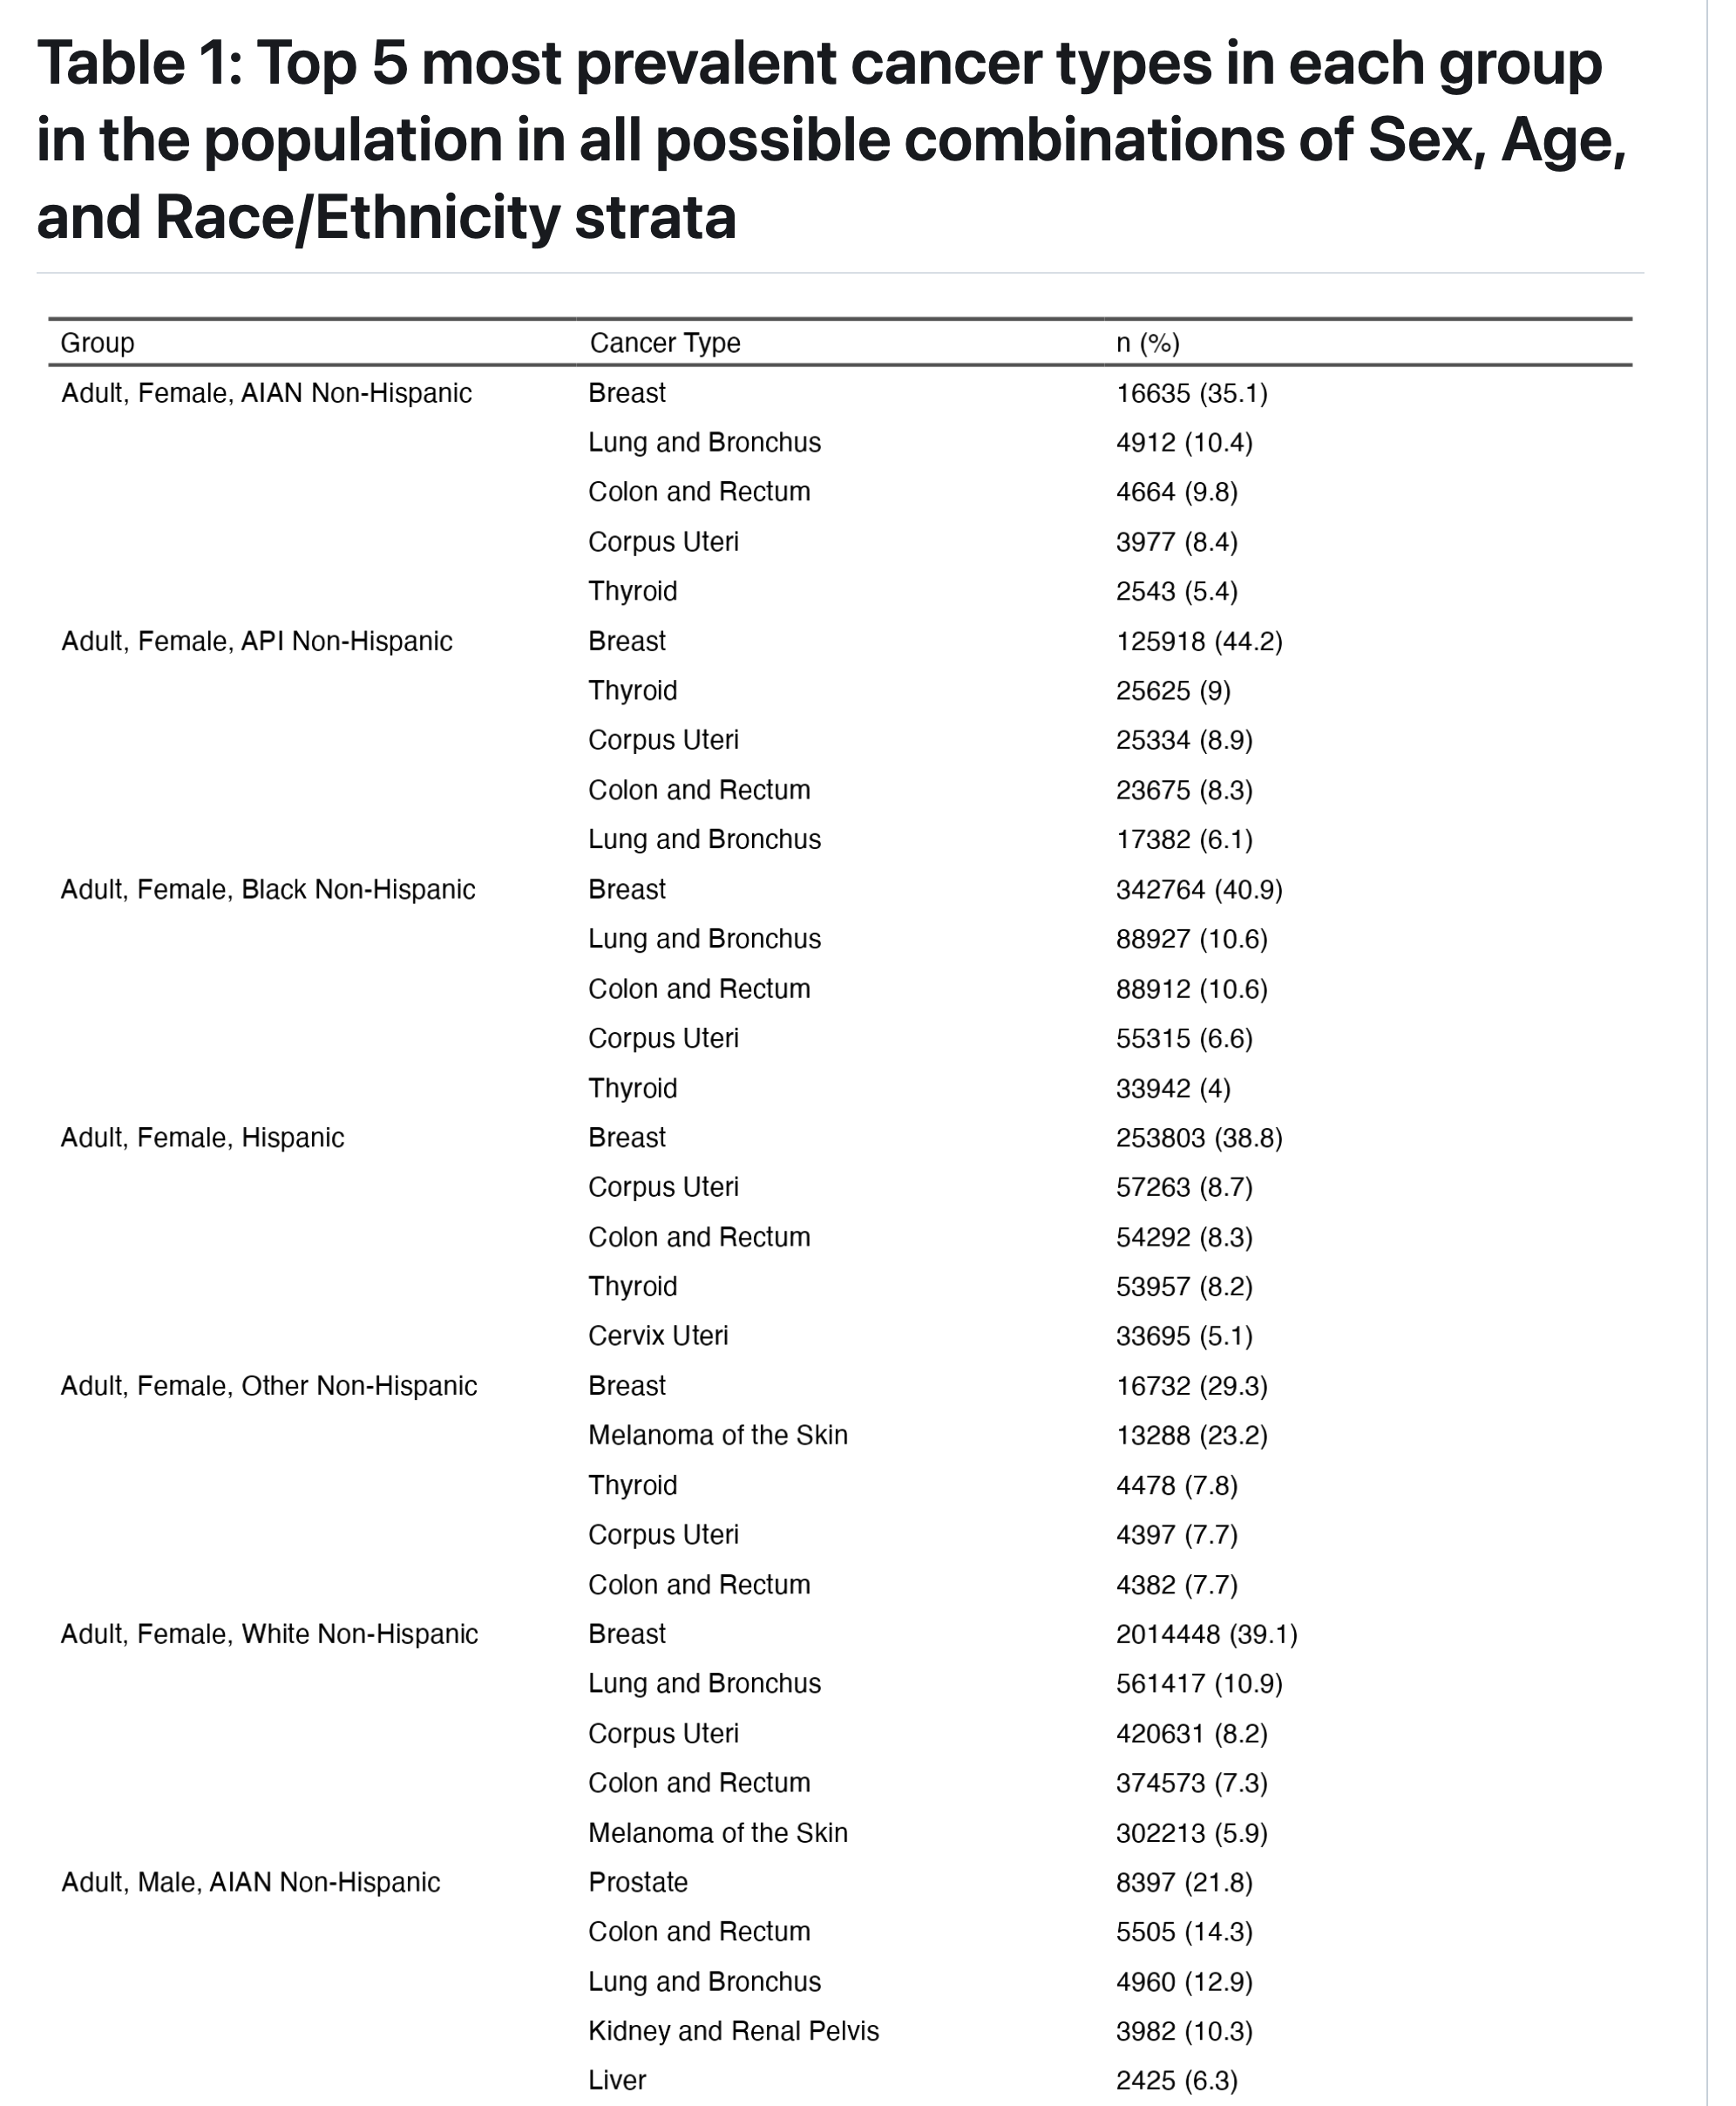 Table 1: Top 5 most prevalent cancer types in each group
in the population in all possible combinations of Sex, Age,
and Race/Ethnicity strata
Group Cancer Type n (%)
Adult, Female, AIAN Non-Hispanic Breast 16635 (35.1)
Lung and Bronchus 4912 (10.4)
Colon and Rectum 4664 (9.8)
Corpus Uteri 3977 (8.4)
Thyroid 2543 (5.4)
Adult, Female, API Non-Hispanic Breast 125918 (44.2)
Thyroid 25625 (9)
Corpus Uteri 25334 (8.9)
Colon and Rectum 23675 (8.3)
Lung and Bronchus 17382 (6.1)
Adult, Female, Black Non-Hispanic Breast 342764 (40.9)
Lung and Bronchus 88927 (10.6)
Colon and Rectum 88912 (10.6)
Corpus Uteri 55315 (6.6)
Thyroid 33942 (4)
Adult, Female, Hispanic Breast 253803 (38.8)
Corpus Uteri 57263 (8.7)
Colon and Rectum 54292 (8.3)
Thyroid 53957 (8.2)
Cervix Uteri 33695 (5.1)
Adult, Female, Other Non-Hispanic Breast 16732 (29.3)
Melanoma of the Skin 13288 (23.2)
Thyroid 4478 (7.8)
Corpus Uteri 4397 (7.7)
Colon and Rectum 4382 (7.7)
Adult, Female, White Non-Hispanic Breast 2014448 (39.1)
Lung and Bronchus 561417 (10.9)
Corpus Uteri 420631 (8.2)
Colon and Rectum 374573 (7.3)
Melanoma of the Skin 302213 (5.9)
Adult, Male, AIAN Non-Hispanic Prostate 8397 (21.8)
Colon and Rectum 5505 (14.3)
Lung and Bronchus 4960 (12.9)
Kidney and Renal Pelvis 3982 (10.3)
Liver 2425 (6.3)